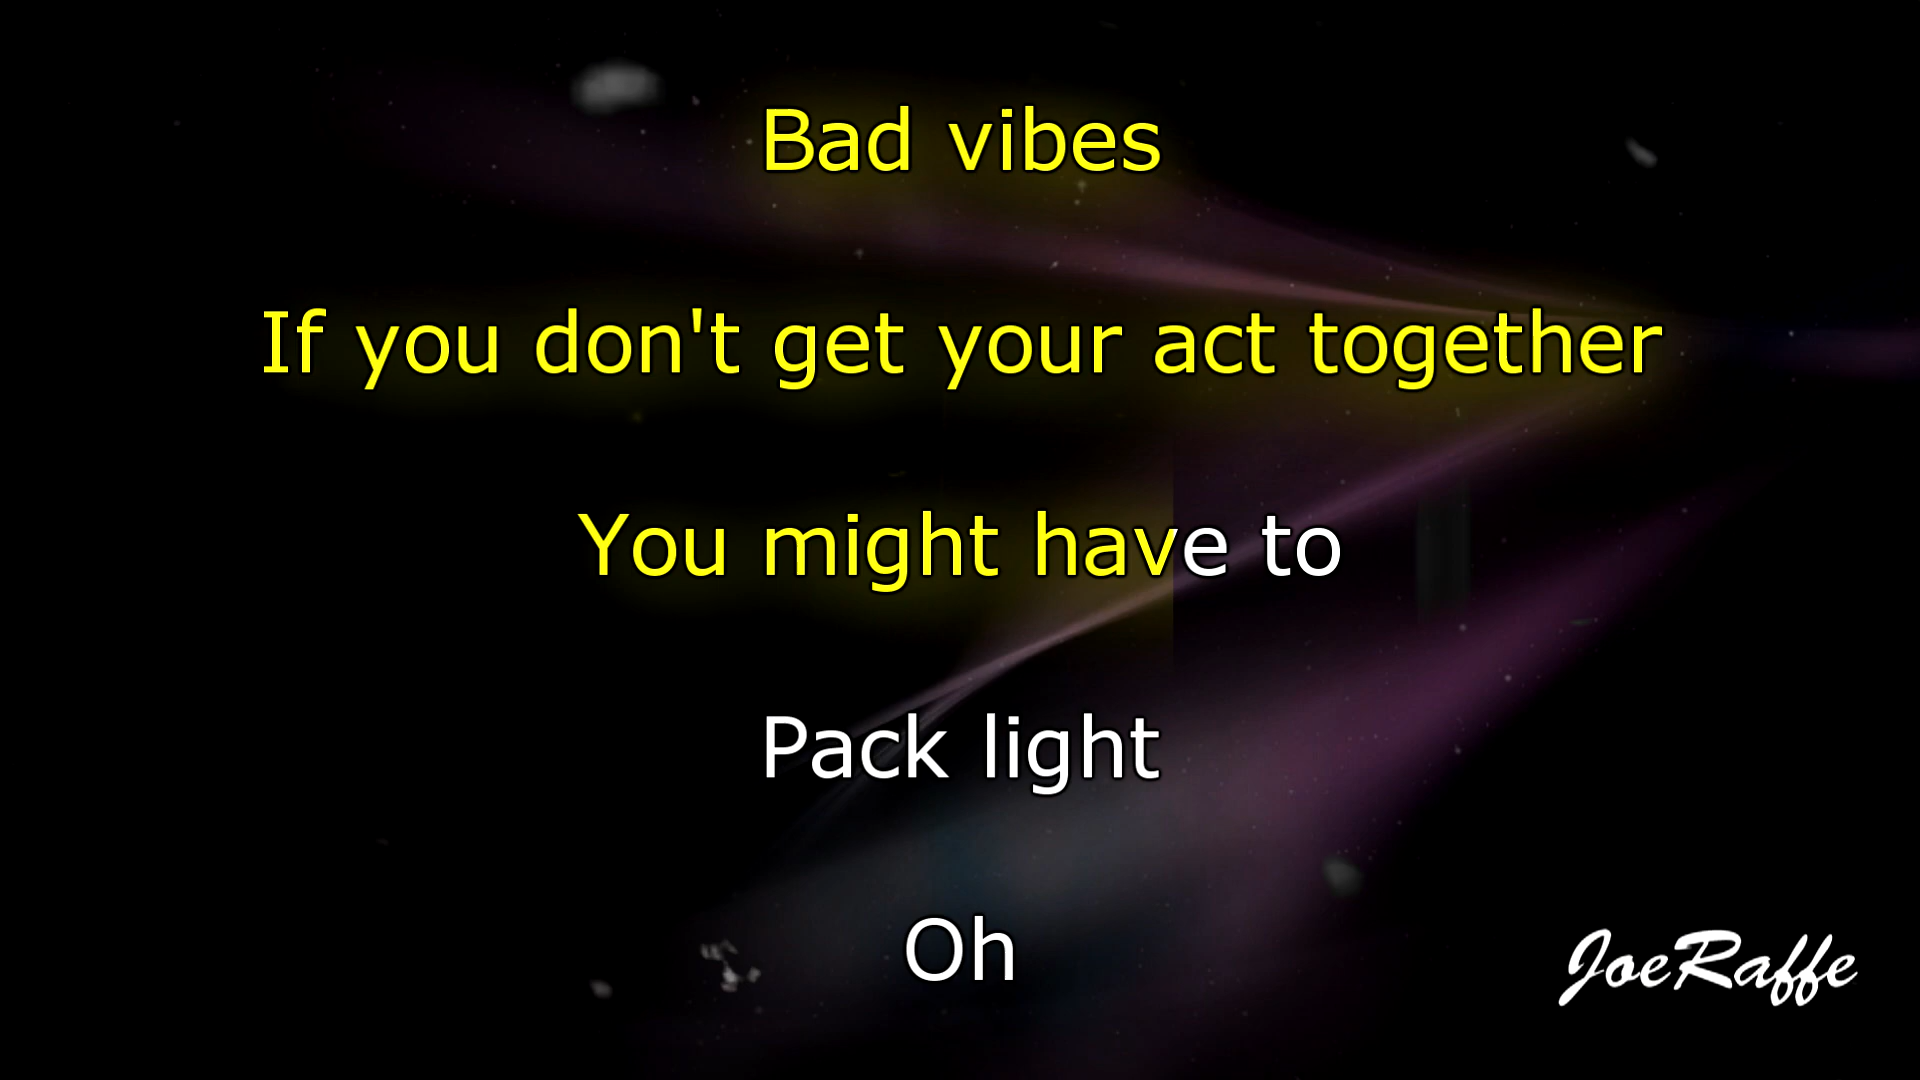 Bad vibes
If you don't get your act together
You might have to
Pack light
Oh
JoeRaffe